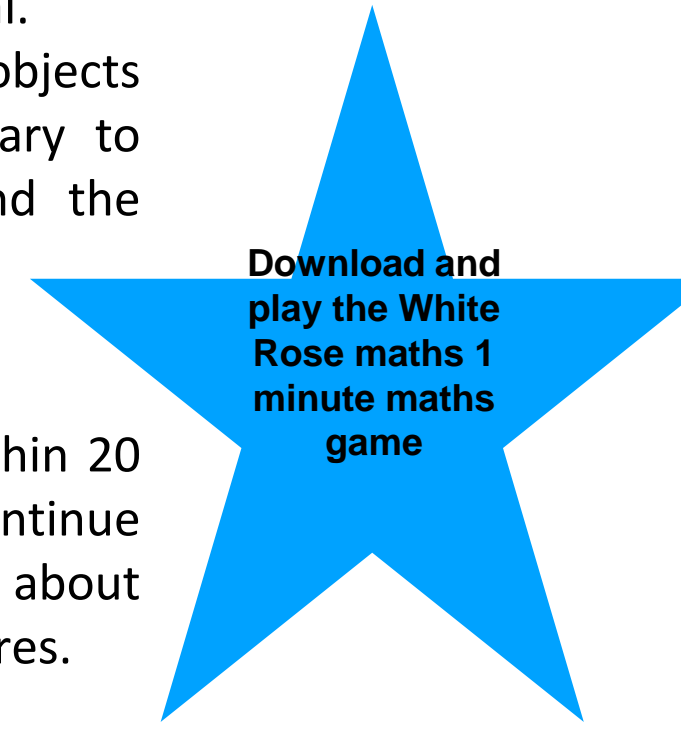 objects
ary to
nd the
Download and
play the White
Rose maths 1
minute maths
game
hin 20
ontinue
about
res.